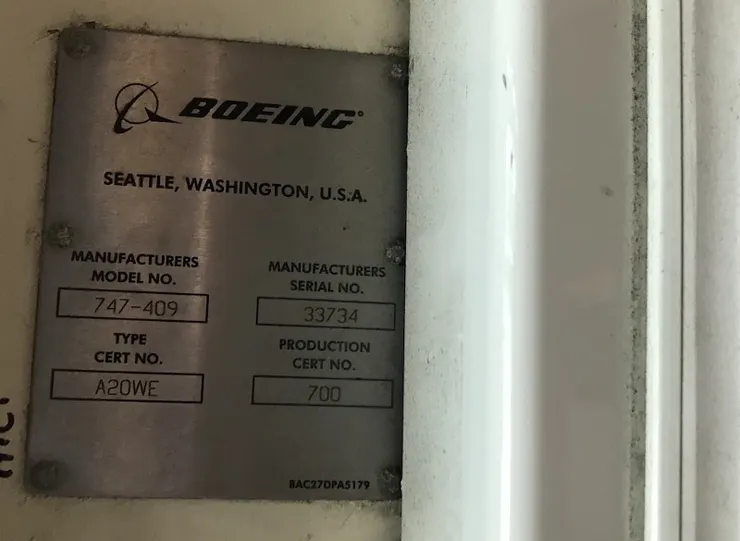 BOEING®
SEATTLE, WASHINGTON, U.S.A.
MANUFACTURERS
MODEL NO.
747-409
MANUFACTURERS
SERIAL NO.
33734
TYPE
CERT NO.
A20WE
PRODUCTION
CERT NO.
700
BAC27DPA5179